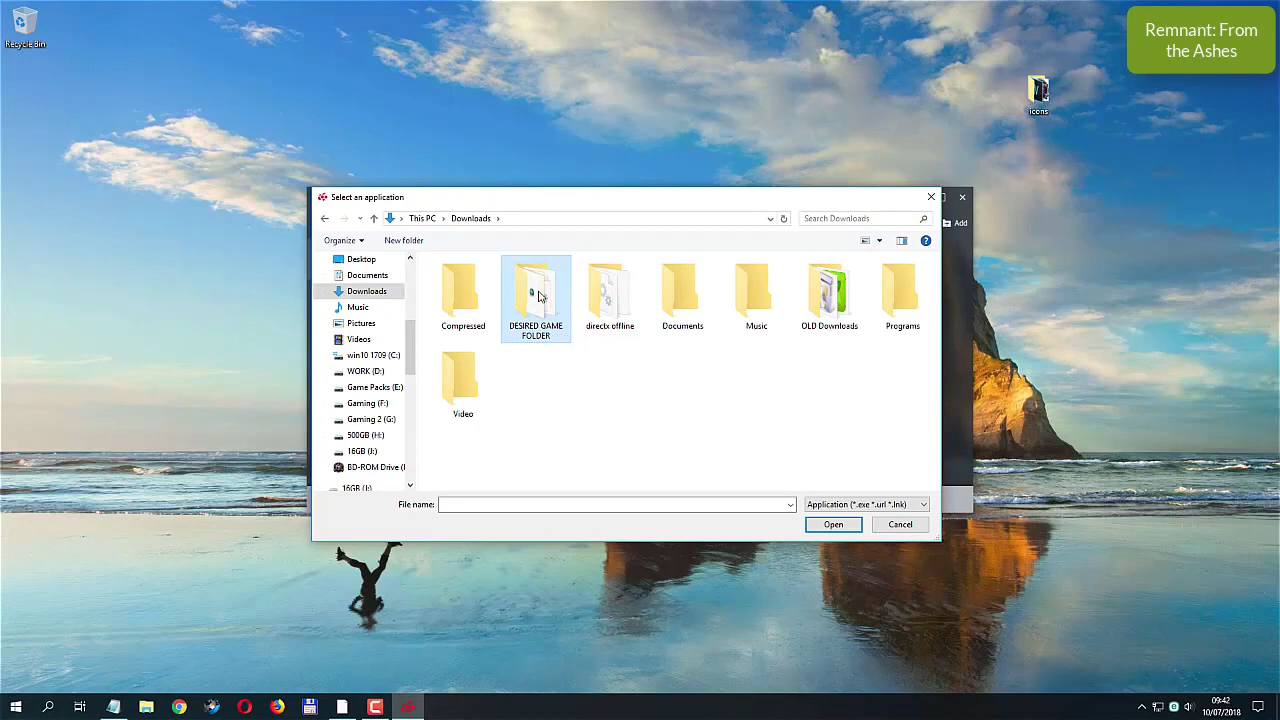 Recycle Bin
Remnant: From
the Ashes
icons
Select an application
This PC
Downloads
Search Downloads
Add
Organize
New folder
Desktop
Documents
Downloads
Music
Pictures
Videos
win10 1709 (C:)
WORK (D:)
Game Packs (E:)
Gaming (F:)
Gaming 2 (G:)
500GB (H:)
16GB (J:)
BD-ROM Drive (
16GB (J:)
Compressed
DESIRED GAME
FOLDER
directx offline
Documents
Music
OLD Downloads
Programs
Video
File name:
Application (*.exe *.url *.lnk)
Open
Cancel
09:42
10/07/2018